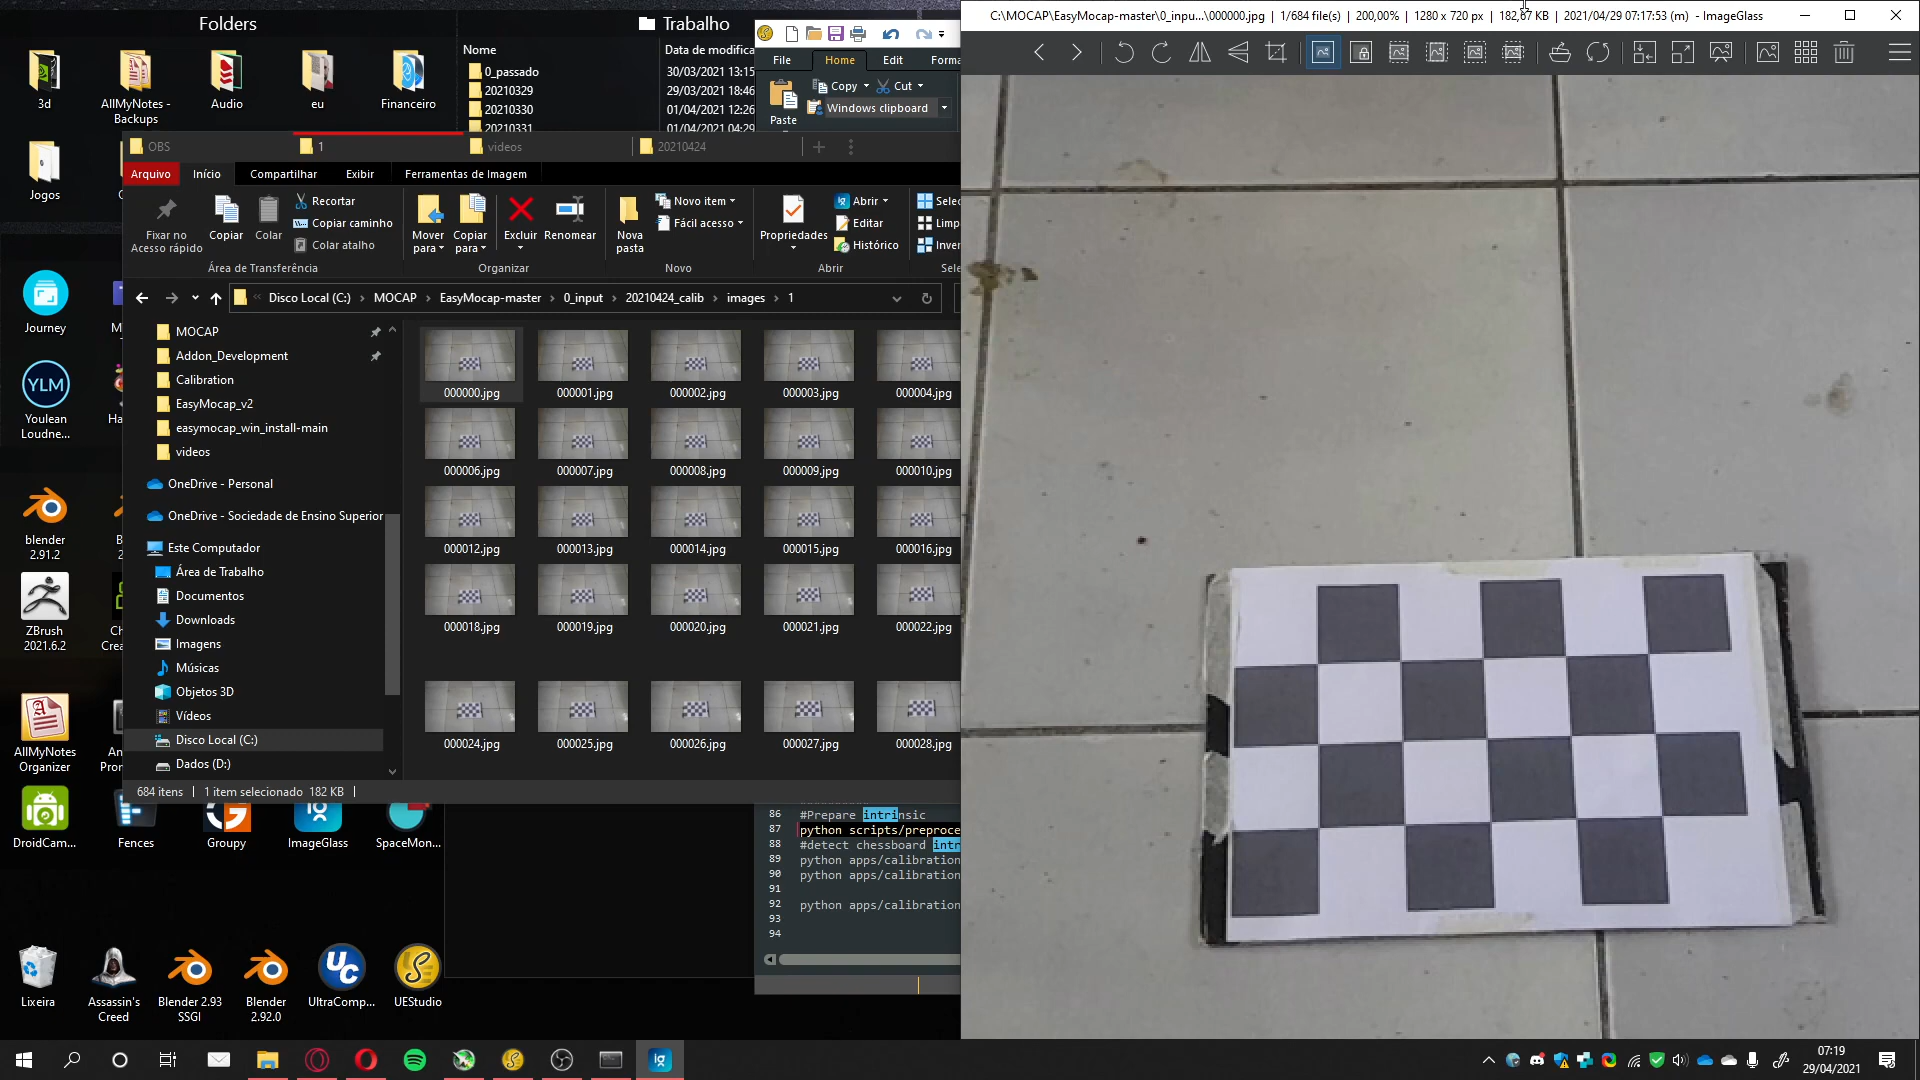 Folders
3d
AllMyNotes - Backups
Audio
eu
Financeiro
Jogos
Trabalho
Nome
Data de modifica
0_passado
30/03/2021 13:15
20210329
29/03/2021 18:46
20210330
01/04/2021 12:26
20210331
01/04/2021 04:29
File
Home
Edit
Forma
Copy
Cut
Windows clipboard
Paste
C:\MOCAP\EasyMocap-master\0_inpu...\000000.jpg | 1/684 file(s) | 200,00% | 1280 x 720 px | 182,67 KB | 2021/04/29 07:17:53 (m) - ImageGlass
OBS
1
videos
20210424
Arquivo
Início
Compartilhar
Exibir
Ferramentas de Imagem
Fixar no Acesso rápido
Copiar
Colar
Recortar
Copiar caminho
Colar atalho
Área de Transferência
Mover para
Copiar para
Excluir
Renomear
Organizar
Nova pasta
Novo item
Fácil acesso
Novo
Propriedades
Abrir
Editar
Histórico
Abrir
Selec
Limp
Inver
Sele
Disco Local (C:) > MOCAP > EasyMocap-master > 0_input > 20210424_calib > images > 1
MOCAP
Addon_Development
Calibration
EasyMocap_v2
easymocap_win_install-main
videos
OneDrive - Personal
OneDrive - Sociedade de Ensino Superior
Este Computador
Área de Trabalho
Documentos
Downloads
Imagens
Músicas
Objetos 3D
Vídeos
Disco Local (C:)
Dados (D:)
000000.jpg
000001.jpg
000002.jpg
000003.jpg
000004.jpg
000006.jpg
000007.jpg
000008.jpg
000009.jpg
000010.jpg
000012.jpg
000013.jpg
000014.jpg
000015.jpg
000016.jpg
000018.jpg
000019.jpg
000020.jpg
000021.jpg
000022.jpg
000024.jpg
000025.jpg
000026.jpg
000027.jpg
000028.jpg
684 itens
1 item selecionado 182 KB
Journey
YLM
Youlean Loudne...
blender 2.91.2
ZBrush 2021.6.2
AllMyNotes Organizer
DroidCam...
Fences
Groupy
ImageGlass
SpaceMon...
86 #Prepare intrinsic
87 python scripts/preproce
88 #detect chessboard intr
89 python apps/calibration
90 python apps/calibration
91
92 python apps/calibration
93
94
Lixeira
Assassin's Creed
Blender 2.93 SSGI
Blender 2.92.0
UltraComp...
UEStudio
07:19
29/04/2021